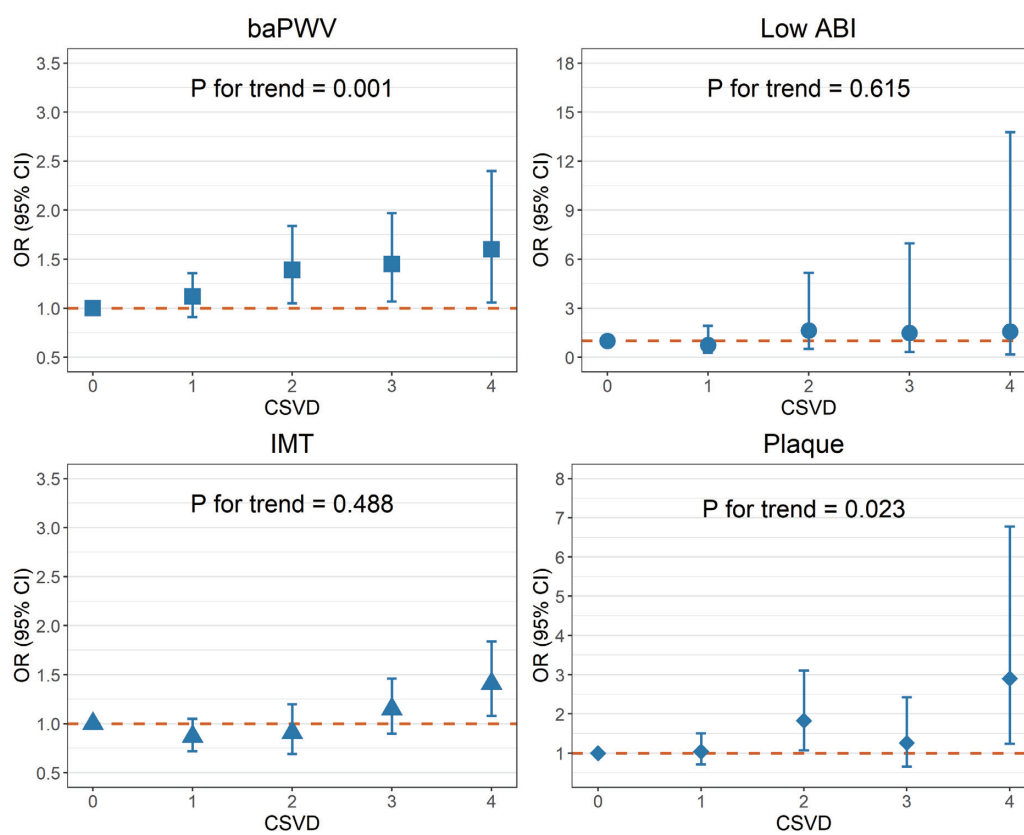 baPWV
P for trend = 0.001
OR (95% CI)
3.5
3.0
2.5
2.0
1.5
1.0
0.5
0 1 2 3 4
CSVD
Low ABI
P for trend = 0.615
OR (95% CI)
18
15
12
9
6
3
0
0 1 2 3 4
CSVD
IMT
P for trend = 0.488
OR (95% CI)
3.5
3.0
2.5
2.0
1.5
1.0
0.5
0 1 2 3 4
CSVD
Plaque
P for trend = 0.023
OR (95% CI)
8
7
6
5
4
3
2
1
0 1 2 3 4
CSVD